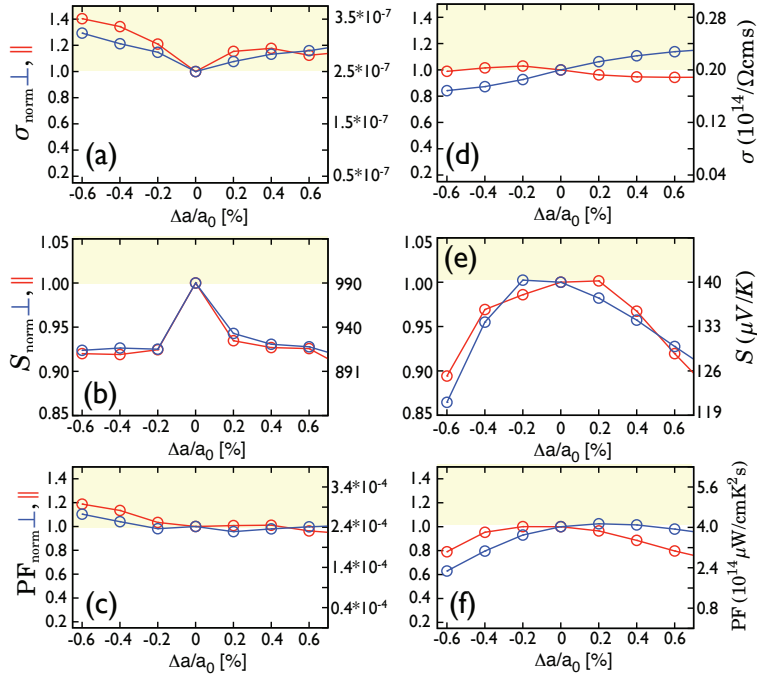 σnorm⊥, ||
1.4
1.2
1.0
0.8
0.6
0.4
0.2
(a)
3.5*10-7
2.5*10-7
1.5*10-7
0.5*10-7
-0.6 -0.4 -0.2 0 0.2 0.4 0.6
Δa/a0 [%]
1.4
1.2
1.0
0.8
0.6
0.4
0.2
(d)
0.28
0.20
0.12
0.04
σ (10^14/Ωcms)
-0.6 -0.4 -0.2 0 0.2 0.4 0.6
Δa/a0 [%]
Snorm⊥, ||
1.05
1.00
0.95
0.90
0.85
(b)
990
940
891
-0.6 -0.4 -0.2 0 0.2 0.4 0.6
Δa/a0 [%]
1.05
1.00
0.95
0.90
0.85
(e)
140
133
126
119
S (μV/K)
-0.6 -0.4 -0.2 0 0.2 0.4 0.6
Δa/a0 [%]
PFnorm⊥, ||
1.4
1.2
1.0
0.8
0.6
0.4
0.2
(c)
3.4*10-4
2.4*10-4
1.4*10-4
0.4*10-4
-0.6 -0.4 -0.2 0 0.2 0.4 0.6
Δa/a0 [%]
1.4
1.2
1.0
0.8
0.6
0.4
0.2
(f)
5.6
4.0
2.4
0.8
PF (10^14 μW/cmK²s)
-0.6 -0.4 -0.2 0 0.2 0.4 0.6
Δa/a0 [%]